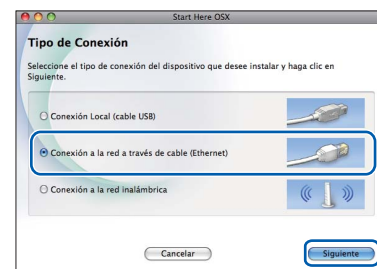 Start Here OSX
Tipo de Conexión
Seleccione el tipo de conexión del dispositivo que desee instalar y haga clic en
Siguiente.
Conexión Local (cable USB)
Conexión a la red a través de cable (Ethernet)
Conexión a la red inalámbrica
Cancelar
Siguiente